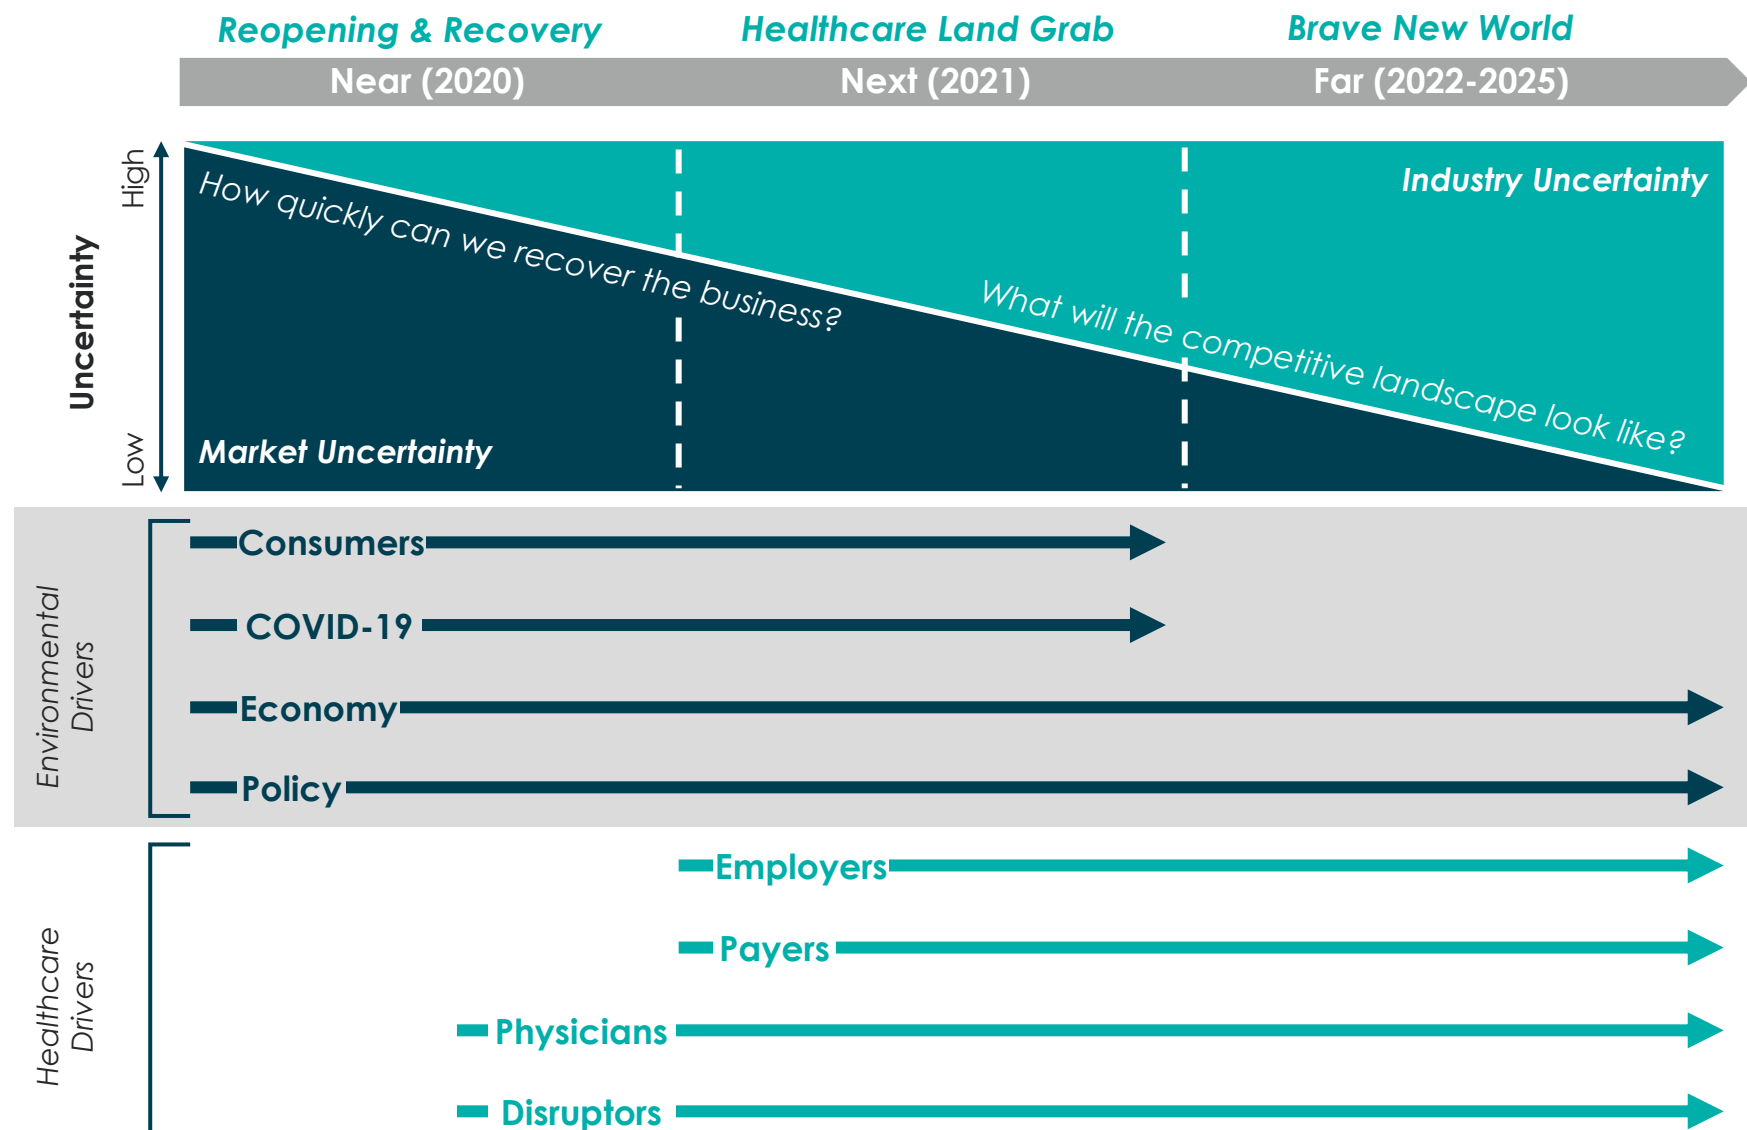 Reopening & Recovery
Healthcare Land Grab
Brave New World
Near (2020)
Next (2021)
Far (2022-2025)
Uncertainty
High
Low
How quickly can we recover the business?
What will the competitive landscape look like?
Industry Uncertainty
Market Uncertainty
Environmental
Drivers
Consumers
COVID-19
Economy
Policy
Healthcare
Drivers
Employers
Payers
Physicians
Disruptors